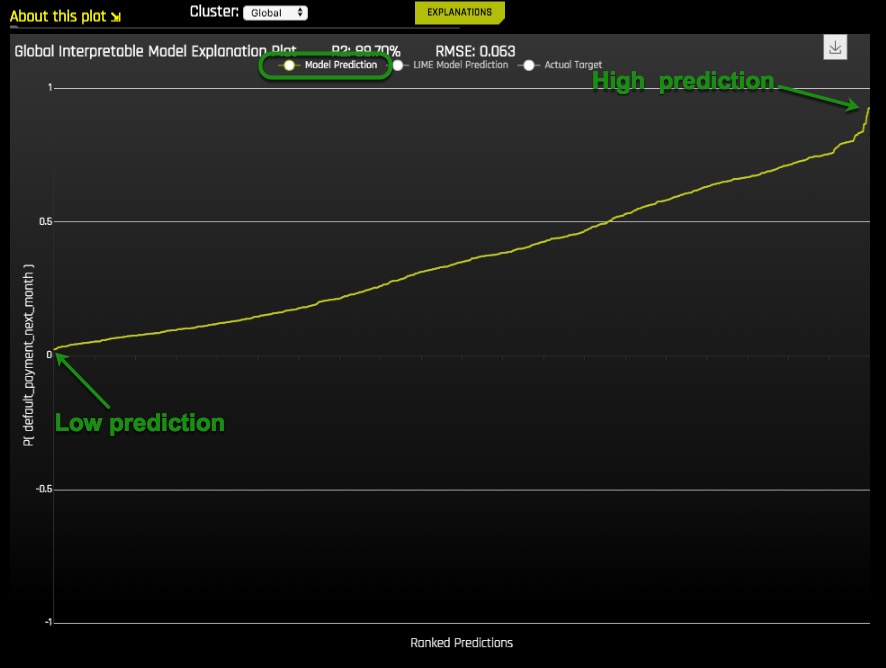 About this plot
Cluster: Global
EXPLANATIONS
Global Interpretable Model Explanation Plot R2: 99.70% RMSE: 0.063
Model Prediction LIME Model Prediction Actual Target
High prediction
1
0.5
0
-0.5
-1
P( default_payment_next_month )
Low prediction
Ranked Predictions